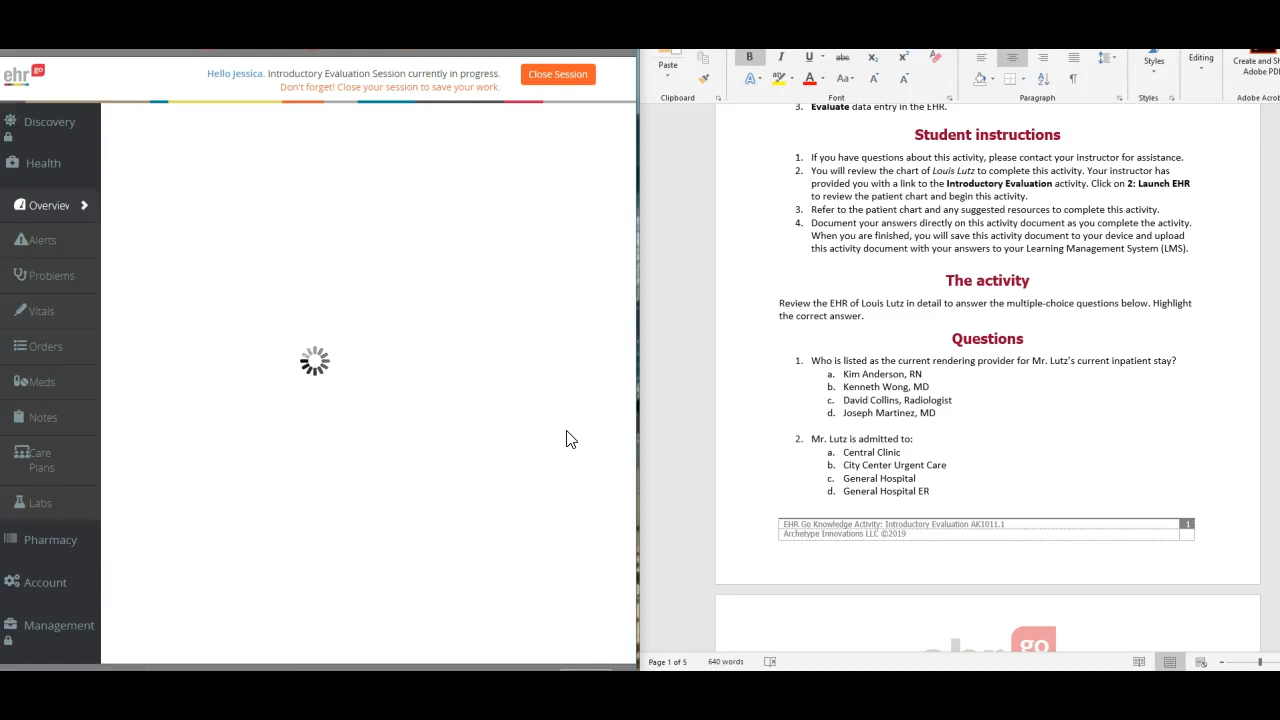 ehr go
Hello Jessica. Introductory Evaluation Session currently in progress.
Don't forget! Close your session to save your work.
Close Session
Discovery
Health
Overview
Alerts
Problems
Vitals
Orders
Meds
Notes
Care
Plans
Labs
Pharmacy
Account
Management
Paste
Clipboard
B I U abc X₂ X²
A A Aa A A
Font
Paragraph
Styles
Styles
Editing
Create and Sh
Adobe PDF
Adobe Acrob
3. Evaluate data entry in the EHR.
Student instructions
1. If you have questions about this activity, please contact your instructor for assistance.
2. You will review the chart of Louis Lutz to complete this activity. Your instructor has
provided you with a link to the Introductory Evaluation activity. Click on 2: Launch EHR
to review the patient chart and begin this activity.
3. Refer to the patient chart and any suggested resources to complete this activity.
4. Document your answers directly on this activity document as you complete the activity.
When you are finished, you will save this activity document to your device and upload
this activity document with your answers to your Learning Management System (LMS).
The activity
Review the EHR of Louis Lutz in detail to answer the multiple-choice questions below. Highlight
the correct answer.
Questions
1. Who is listed as the current rendering provider for Mr. Lutz's current inpatient stay?
a. Kim Anderson, RN
b. Kenneth Wong, MD
c. David Collins, Radiologist
d. Joseph Martinez, MD
2. Mr. Lutz is admitted to:
a. Central Clinic
b. City Center Urgent Care
c. General Hospital
d. General Hospital ER
EHR Go Knowledge Activity: Introductory Evaluation AK1011.1 1
Archetype Innovations LLC ©2019
ehr go
Page 1 of 5 640 words